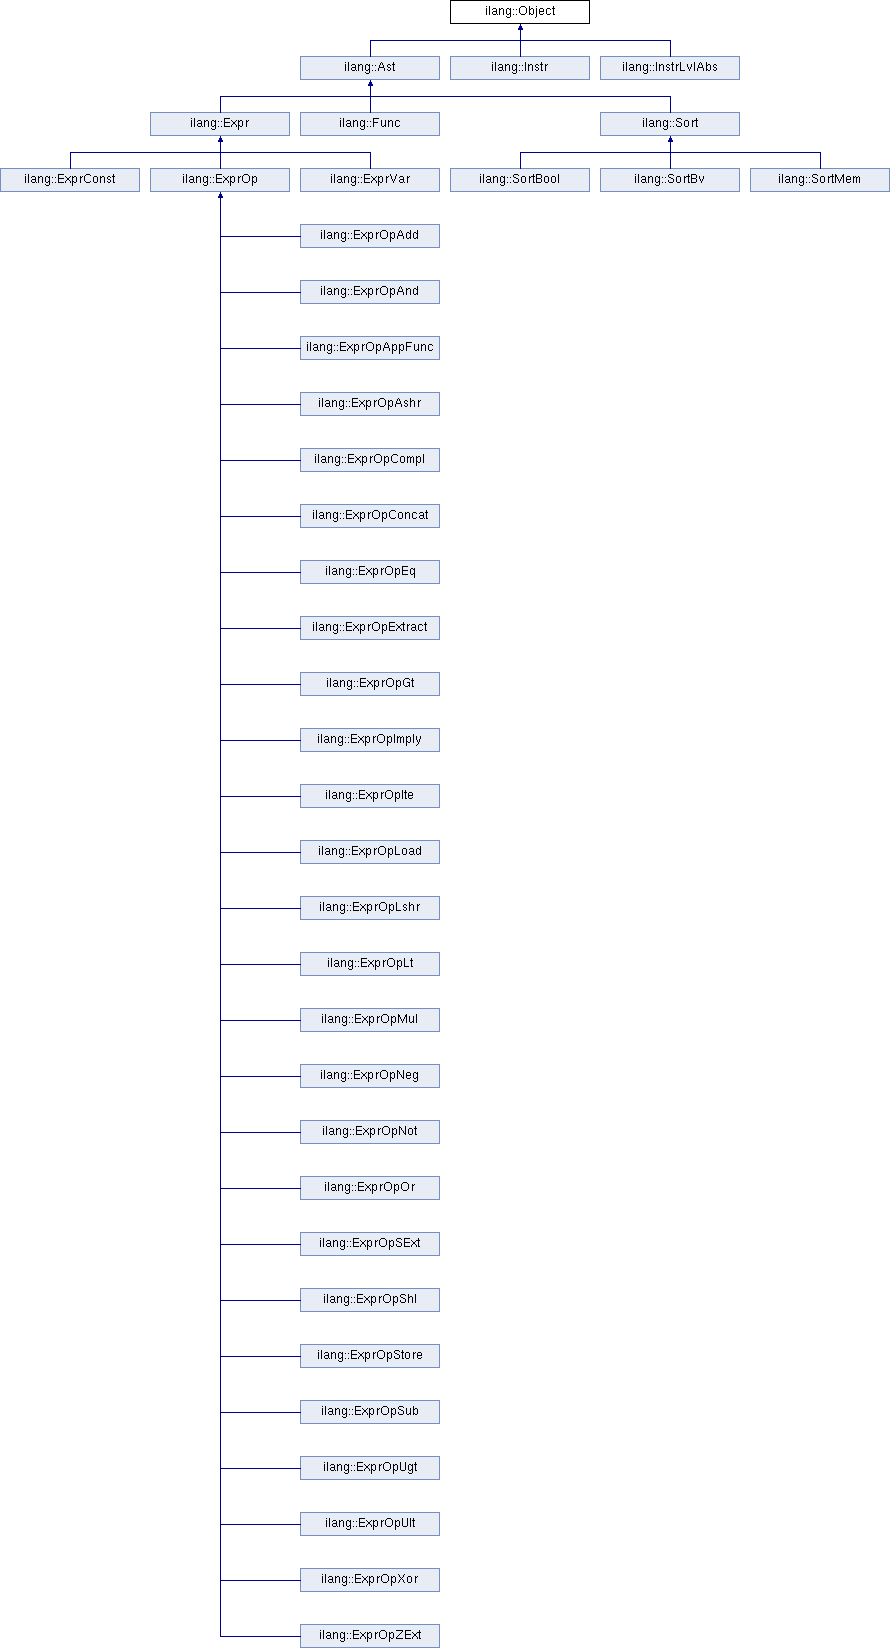 ilang::Object
ilang::Ast
ilang::Instr
ilang::InstrLvlAbs
ilang::Expr
ilang::Func
ilang::Sort
ilang::ExprConst
ilang::ExprOp
ilang::ExprVar
ilang::SortBool
ilang::SortBv
ilang::SortMem
ilang::ExprOpAdd
ilang::ExprOpAnd
ilang::ExprOpAppFunc
ilang::ExprOpAshr
ilang::ExprOpCompl
ilang::ExprOpConcat
ilang::ExprOpEq
ilang::ExprOpExtract
ilang::ExprOpGt
ilang::ExprOpImply
ilang::ExprOpIte
ilang::ExprOpLoad
ilang::ExprOpLshr
ilang::ExprOpLt
ilang::ExprOpMul
ilang::ExprOpNeg
ilang::ExprOpNot
ilang::ExprOpOr
ilang::ExprOpSExt
ilang::ExprOpShl
ilang::ExprOpStore
ilang::ExprOpSub
ilang::ExprOpUgt
ilang::ExprOpUlt
ilang::ExprOpXor
ilang::ExprOpZExt